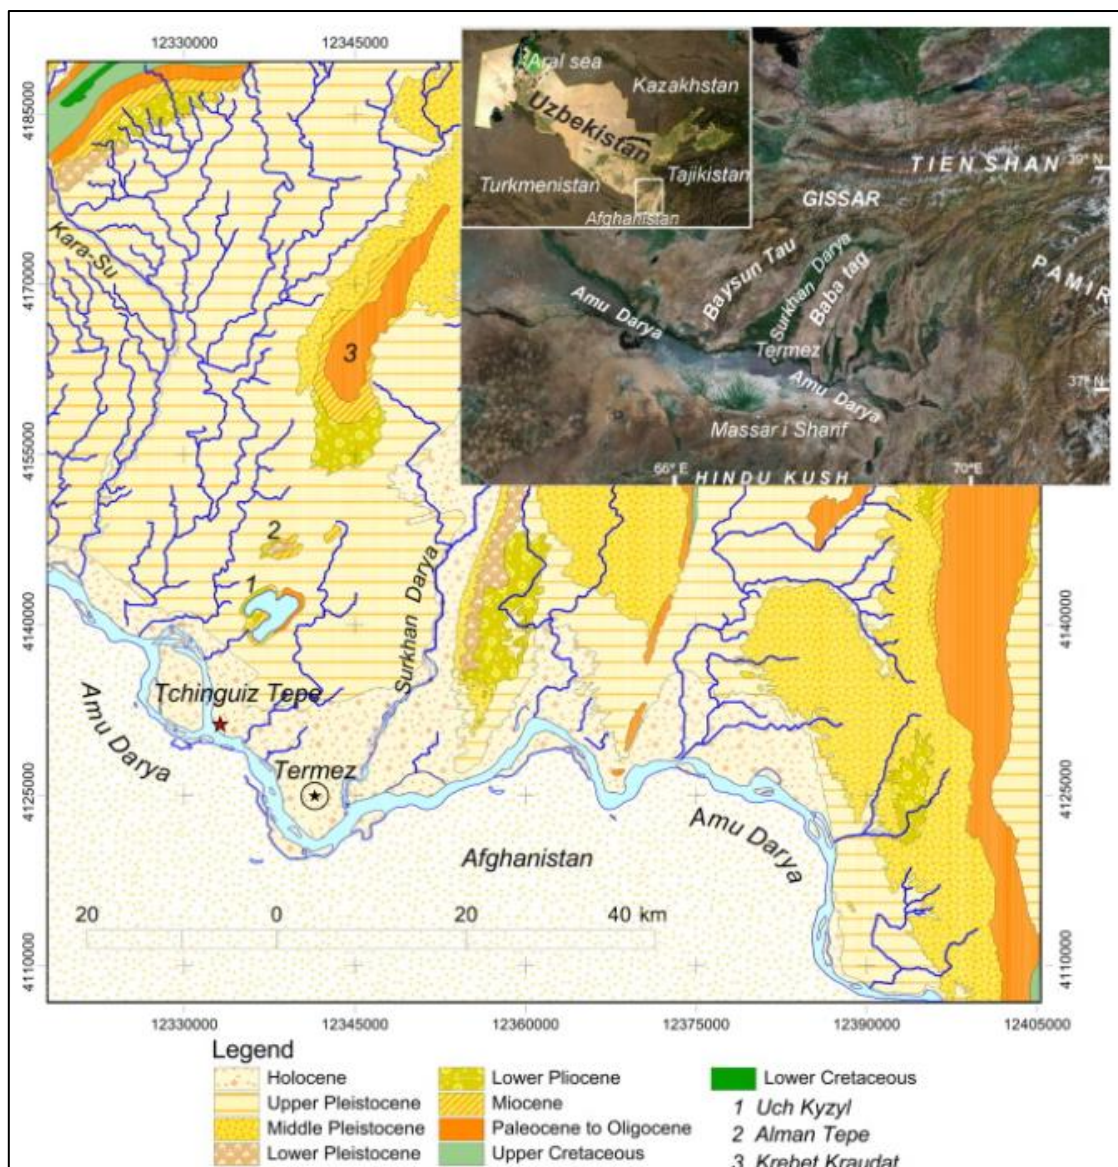 12330000 12345000
Aral sea
Kazakhstan
Uzbekistan
Turkmenistan
Tajikistan
Afghanistan
TIEN SHAN
39° N
GISSAR
PAMIR
Baysun Tau
Surkhan Darya
Baba tag
Amu Darya
Termez
Amu Darya
37° N
Massar i Sharif
66° E
70°E
HINDU KUSH
4185000
Kara-Su
4170000
3
4155000
2
1
Surkhan Darya
4140000
4140000
Tchinguiz Tepe
Amu Darya
Termez
4125000
4125000
Amu Darya
Afghanistan
20 0 20 40 km
4110000
4110000
12330000 12345000 12360000 12375000 12390000 12405000
Legend
Holocene
Upper Pleistocene
Middle Pleistocene
Lower Pleistocene
Lower Pliocene
Miocene
Paleocene to Oligocene
Upper Cretaceous
Lower Cretaceous
1 Uch Kyzyl
2 Alman Tepe
3 Krebet Kraudat